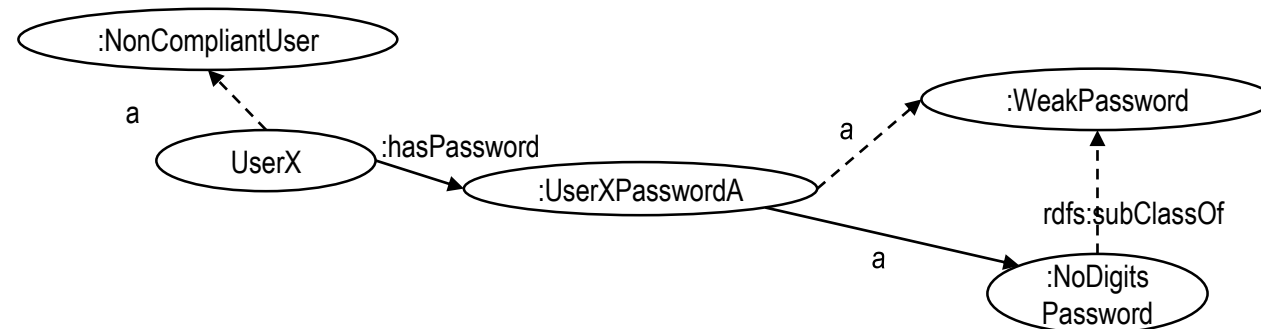 :NonCompliantUser
:WeakPassword
a
a
UserX
:hasPassword
:UserXPasswordA
rdfs:subClassOf
a
:NoDigits
Password